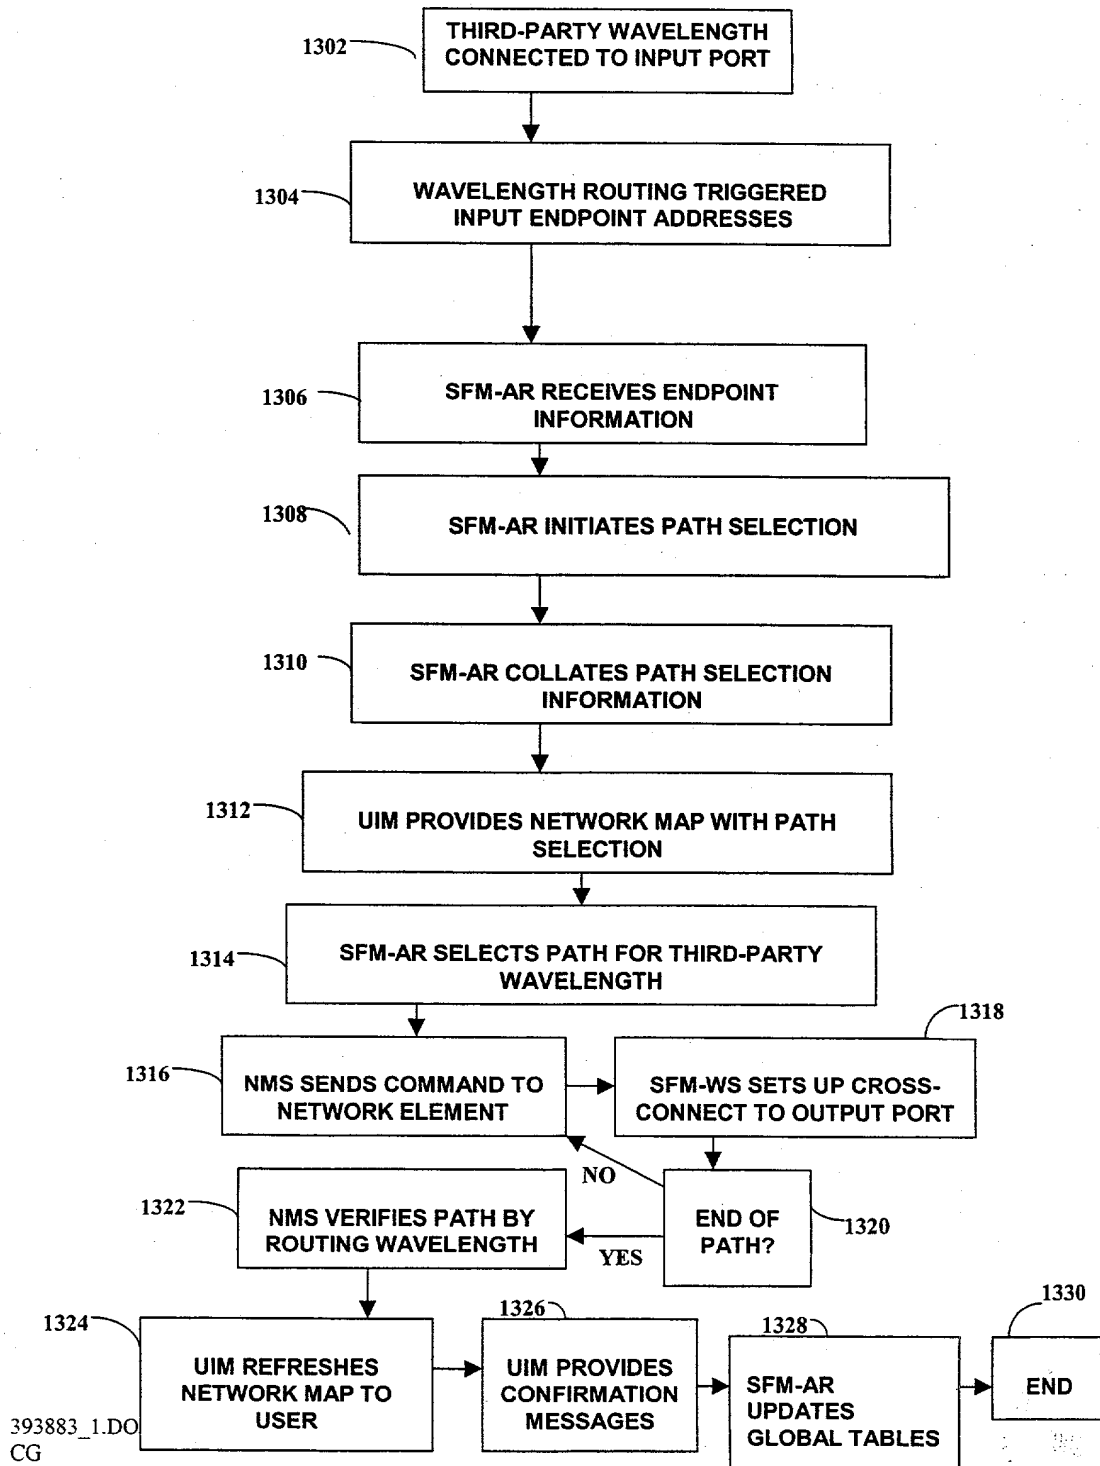 THIRD-PARTY WAVELENGTH
CONNECTED TO INPUT PORT
1302
WAVELENGTH ROUTING TRIGGERED
INPUT ENDPOINT ADDRESSES
1304
SFM-AR RECEIVES ENDPOINT
INFORMATION
1306
SFM-AR INITIATES PATH SELECTION
1308
SFM-AR COLLATES PATH SELECTION
INFORMATION
1310
UIM PROVIDES NETWORK MAP WITH PATH
SELECTION
1312
SFM-AR SELECTS PATH FOR THIRD-PARTY
WAVELENGTH
1314
NMS SENDS COMMAND TO
NETWORK ELEMENT
1316
SFM-WS SETS UP CROSS-
CONNECT TO OUTPUT PORT
1318
NO
END OF
PATH?
1320
YES
NMS VERIFIES PATH BY
ROUTING WAVELENGTH
1322
UIM REFRESHES
NETWORK MAP TO
USER
1324
UIM PROVIDES
CONFIRMATION
MESSAGES
1326
SFM-AR
UPDATES
GLOBAL TABLES
1328
END
1330
393883_1.DO
CG